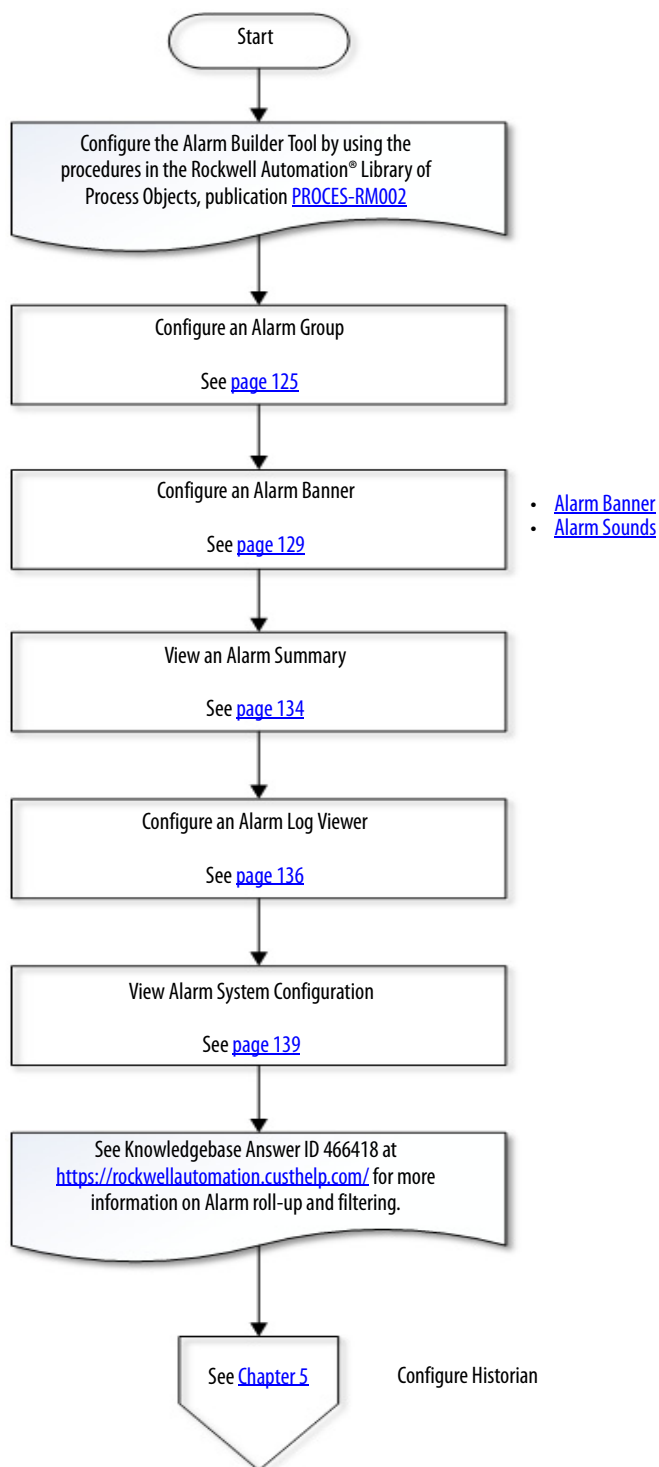 Start
Configure the Alarm Builder Tool by using the
procedures in the Rockwell Automation® Library of
Process Objects, publication PROCES-RM002
Configure an Alarm Group
See page 125
Configure an Alarm Banner
See page 129
• Alarm Banner
• Alarm Sounds
View an Alarm Summary
See page 134
Configure an Alarm Log Viewer
See page 136
View Alarm System Configuration
See page 139
See Knowledgebase Answer ID 466418 at
https://rockwellautomation.custhelp.com/ for more
information on Alarm roll-up and filtering.
See Chapter 5
Configure Historian